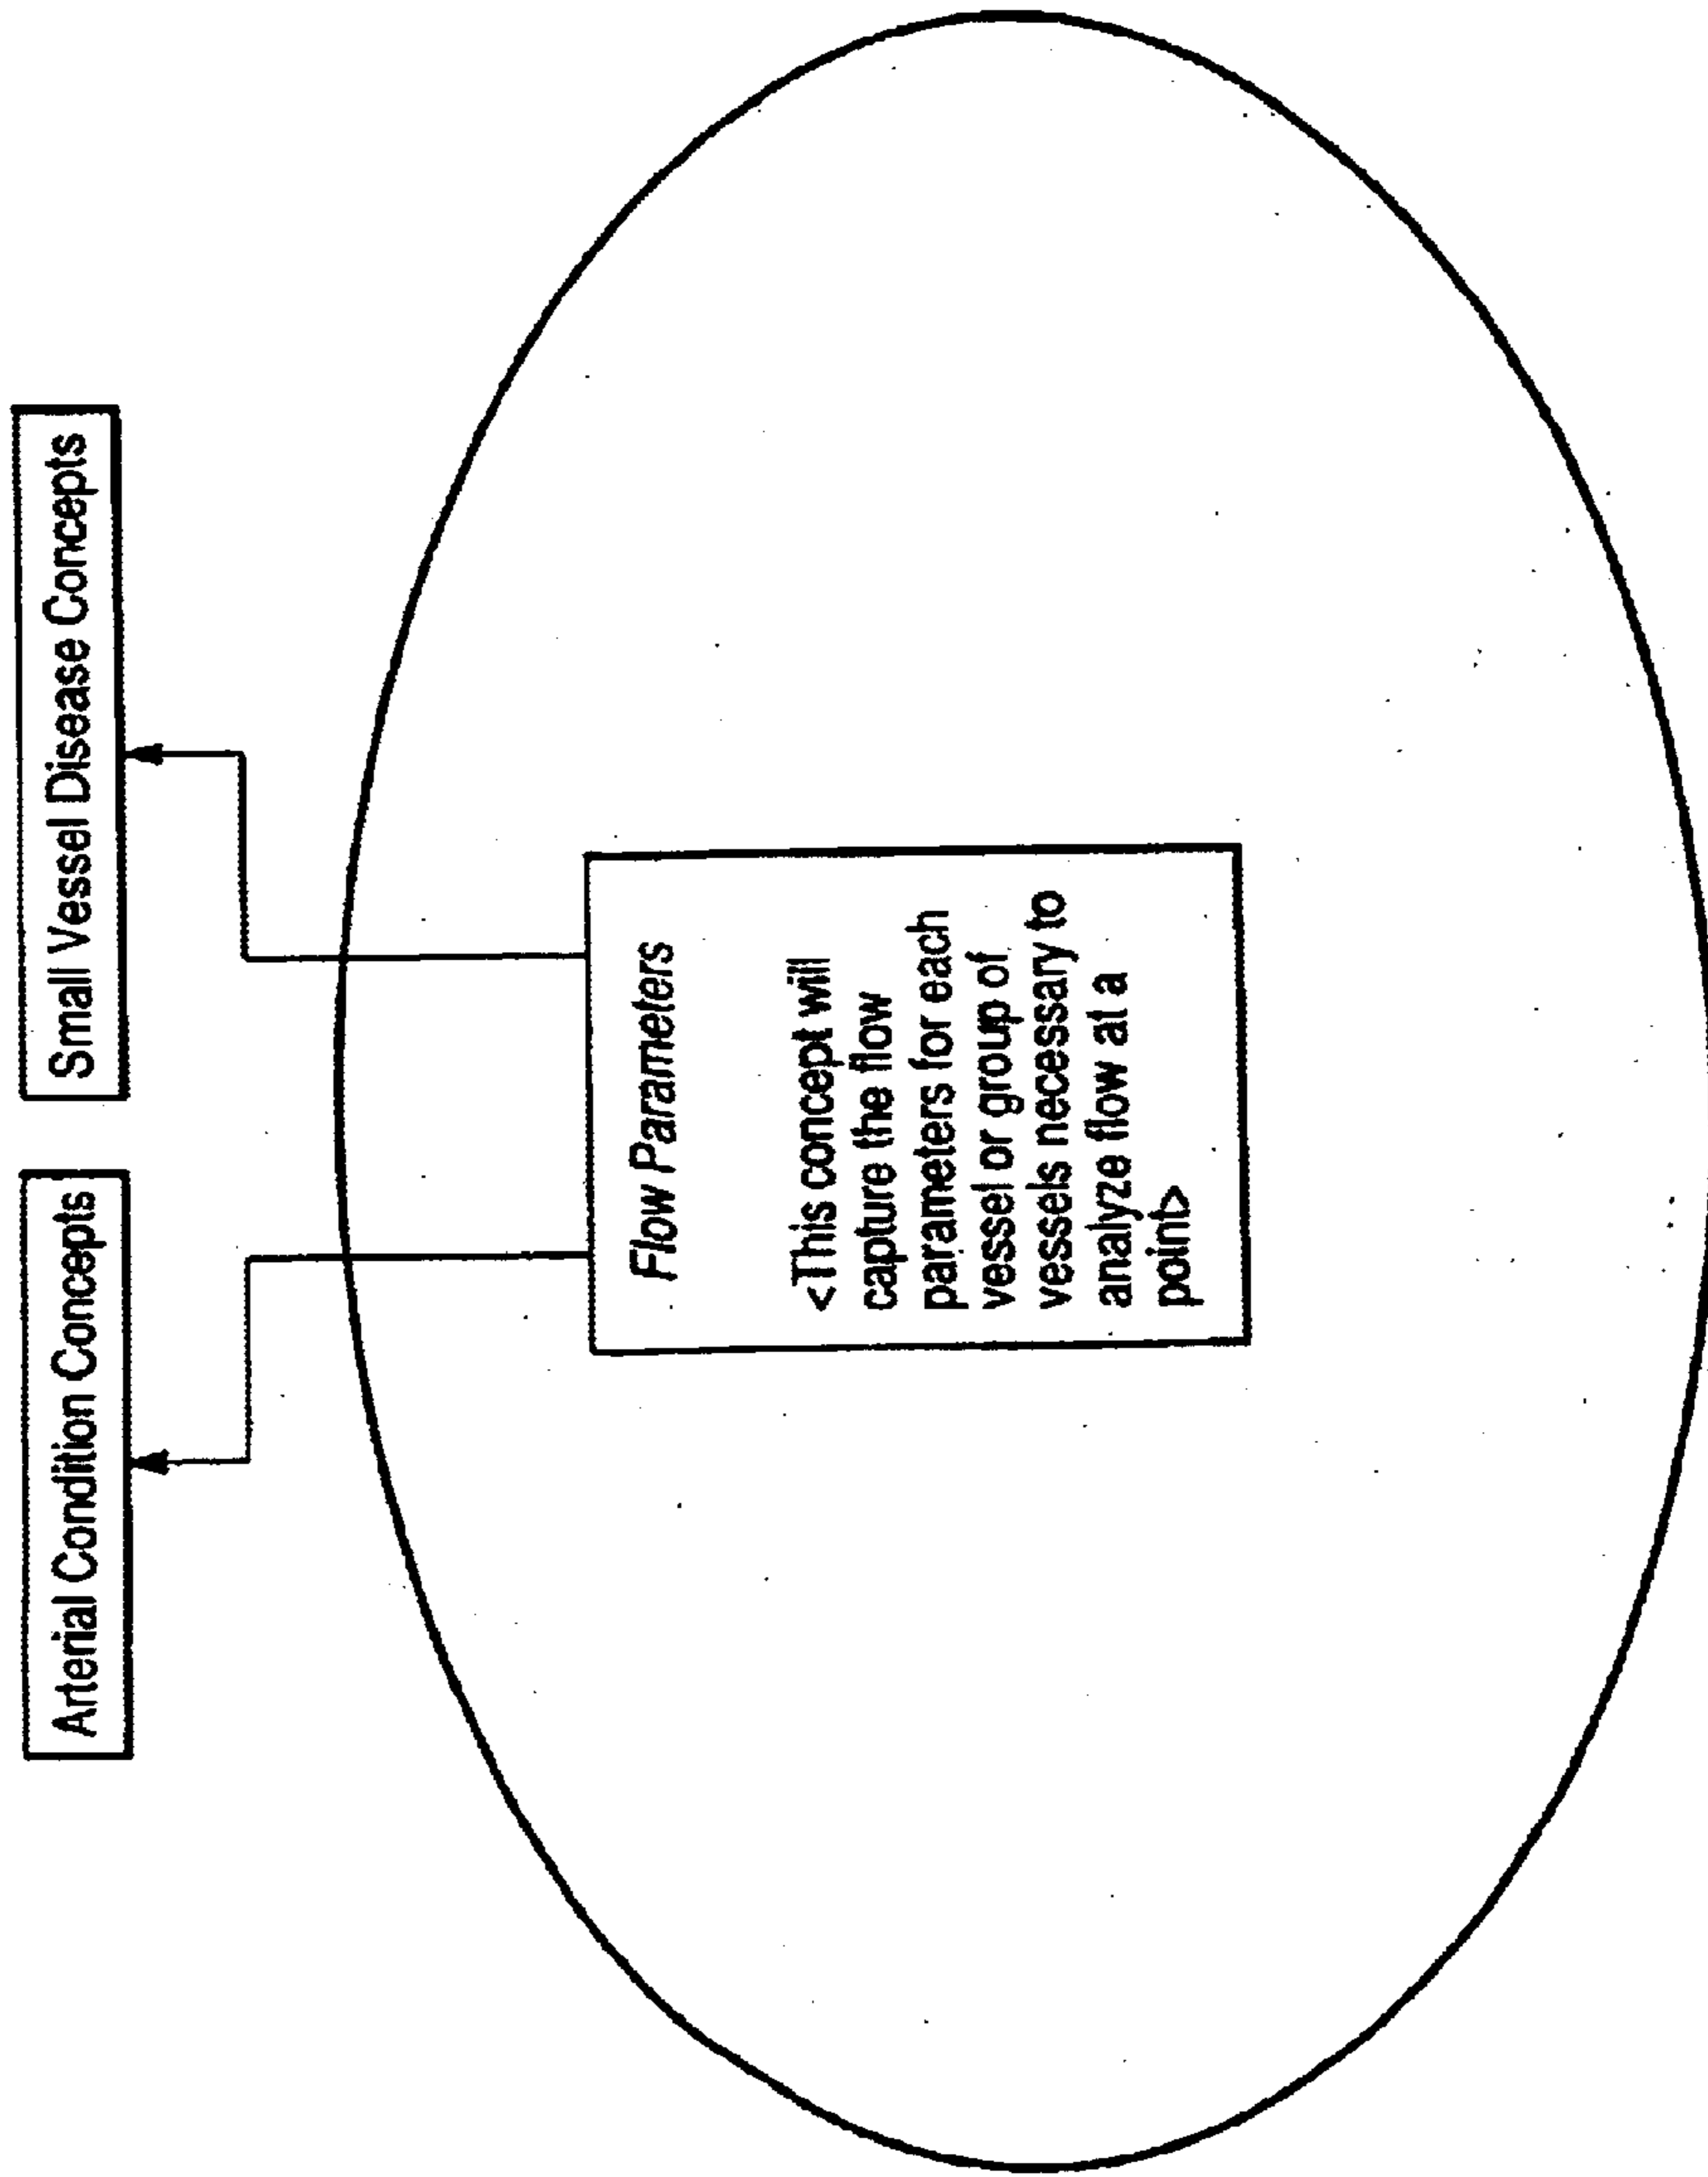 Arterial Condition Concepts
Small Vessel Disease Concepts
Flow Parameters
<This concept will
capture the flow
parameters for each
vessel or group of
vessels necessary to
analyze flow at a
point>